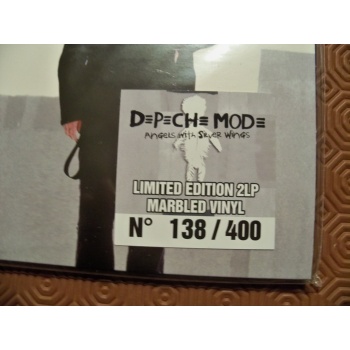 DEPECHE MODE
Angels with Silver Wings
LIMITED EDITION 2LP
MARBLED VINYL
N° 138 / 400